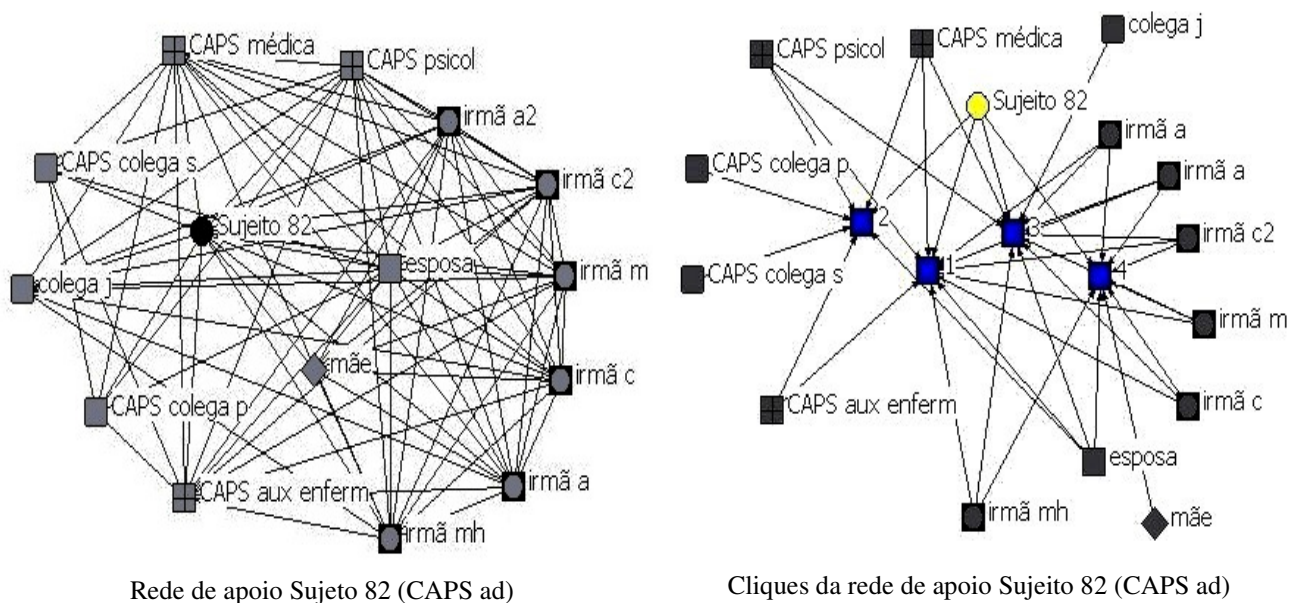 CAPS médica
CAPS psicol
irmã a2
CAPS colega s
irmã c2
Sujeito 82
esposa
irmã m
colega j
mãe
irmã c
CAPS colega p
irmã a
CAPS aux enferm
irmã mh
Rede de apoio Sujeto 82 (CAPS ad)
colega j
CAPS médica
CAPS psicol
Sujeito 82
irmã a
CAPS colega p
irmã a
2
3
irmã c2
1
4
CAPS colega s
irmã m
CAPS aux enferm
irmã c
esposa
irmã mh
mãe
Cliques da rede de apoio Sujeito 82 (CAPS ad)